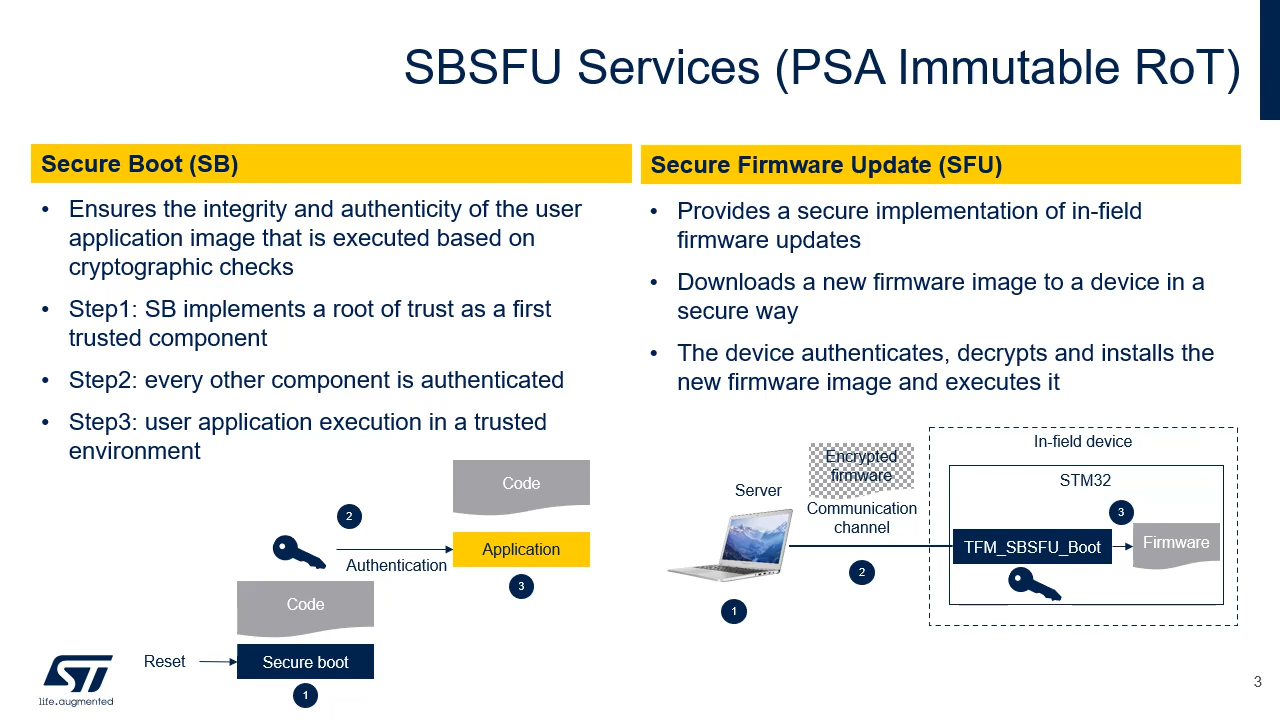 SBSFU Services (PSA Immutable RoT)
Secure Boot (SB)
• Ensures the integrity and authenticity of the user
application image that is executed based on
cryptographic checks
• Step1: SB implements a root of trust as a first
trusted component
• Step2: every other component is authenticated
• Step3: user application execution in a trusted
environment
Code
2
Authentication
Application
3
Code
Reset
Secure boot
1
Secure Firmware Update (SFU)
• Provides a secure implementation of in-field
firmware updates
• Downloads a new firmware image to a device in a
secure way
• The device authenticates, decrypts and installs the
new firmware image and executes it
In-field device
Encrypted
firmware
STM32
Server
Communication
channel
3
TFM_SBSFU_Boot
Firmware
2
1
ST
life.augmented
3